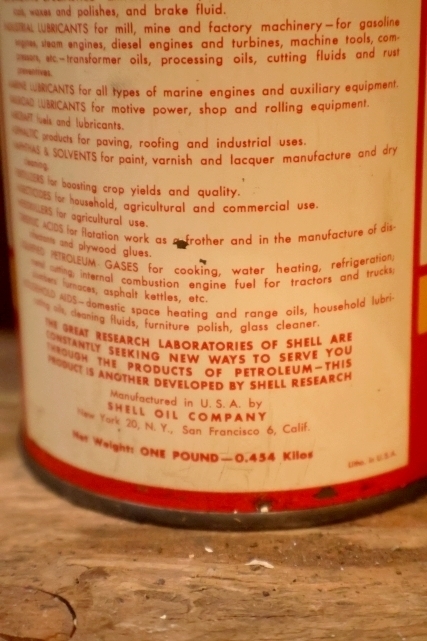 waxes and polishes, and brake fluid.
LUBRICANTS for mill, mine and factory machinery—for gasoline
engines, steam engines, diesel engines and turbines, machine tools, com-
etc—transformer oils, processing oils, cutting fluids and rust
LUBRICANTS for all types of marine engines and auxiliary equipment.
LUBRICANTS for motive power, shop and rolling equipment.
fuels and lubricants.
products for paving, roofing and industrial uses.
& SOLVENTS for paint, varnish and lacquer manufacture and dry
cleaning.
for boosting crop yields and quality.
for household, agricultural and commercial use.
for agricultural use.
ACIDS for flotation work as a frother and in the manufacture of dis-
and plywood glues.
PETROLEUM GASES for cooking, water heating, refrigeration;
cutting, internal combustion engine fuel for tractors and trucks;
furnaces, asphalt kettles, etc.
AIDS—domestic space heating and range oils, household lubri-
oils, cleaning fluids, furniture polish, glass cleaner.
THE GREAT RESEARCH LABORATORIES OF SHELL ARE
CONSTANTLY SEEKING NEW WAYS TO SERVE YOU
THROUGH THE PRODUCTS OF PETROLEUM—THIS
PRODUCT IS ANOTHER DEVELOPED BY SHELL RESEARCH
Manufactured in U.S.A. by
SHELL OIL COMPANY
New York 20, N. Y., San Francisco 6, Calif.
Net Weight: ONE POUND—0.454 Kilos
Litho. in U.S.A.